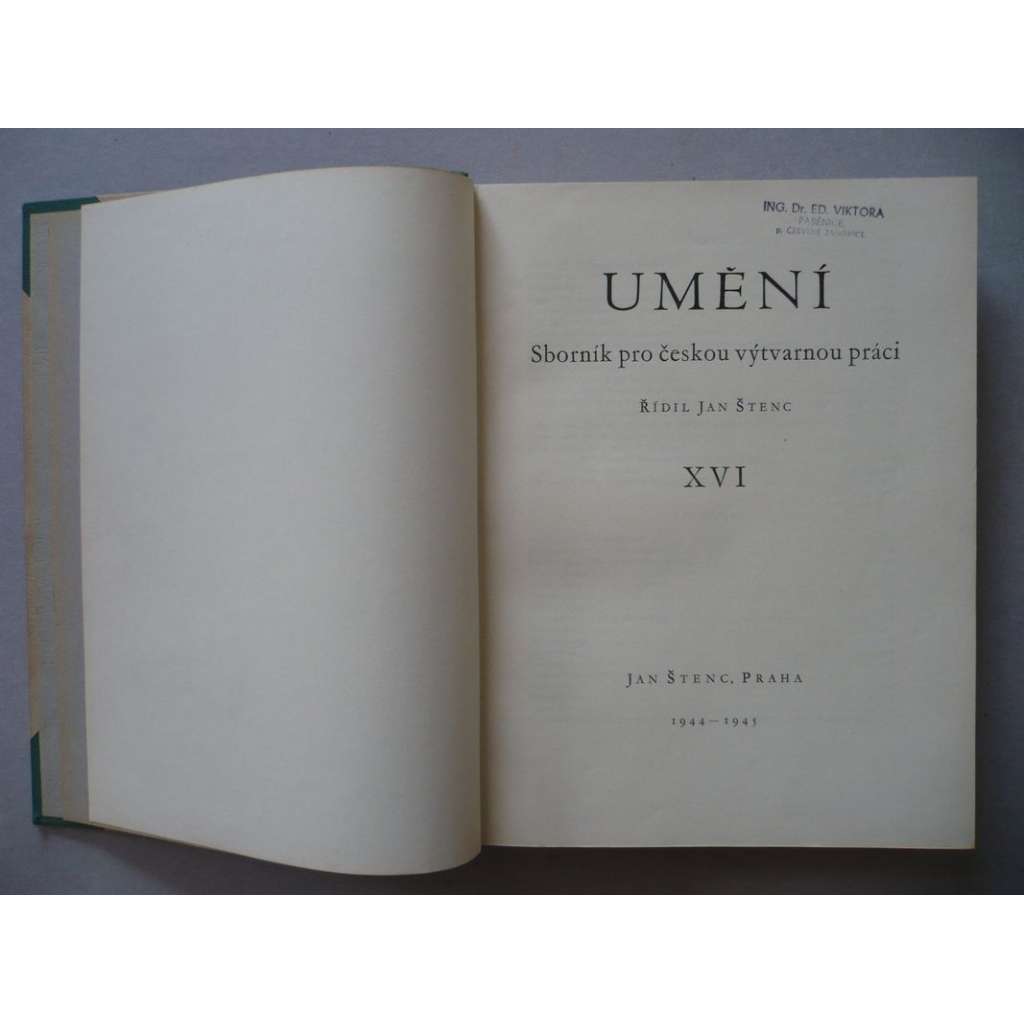 ING. Dr. ED. VIKTORA
PAŘENICE
p.
UMĚNÍ
Sborník pro českou výtvarnou práci
ŘÍDIL JAN ŠTENC
XVI
JAN ŠTENC, PRAHA
1944–1945